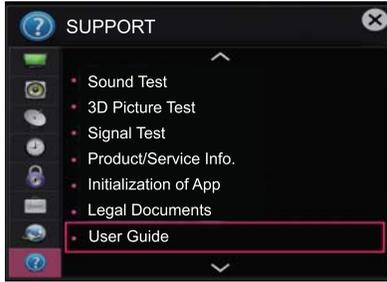 SUPPORT
Sound Test
3D Picture Test
Signal Test
Product/Service Info.
Initialization of App
Legal Documents
User Guide